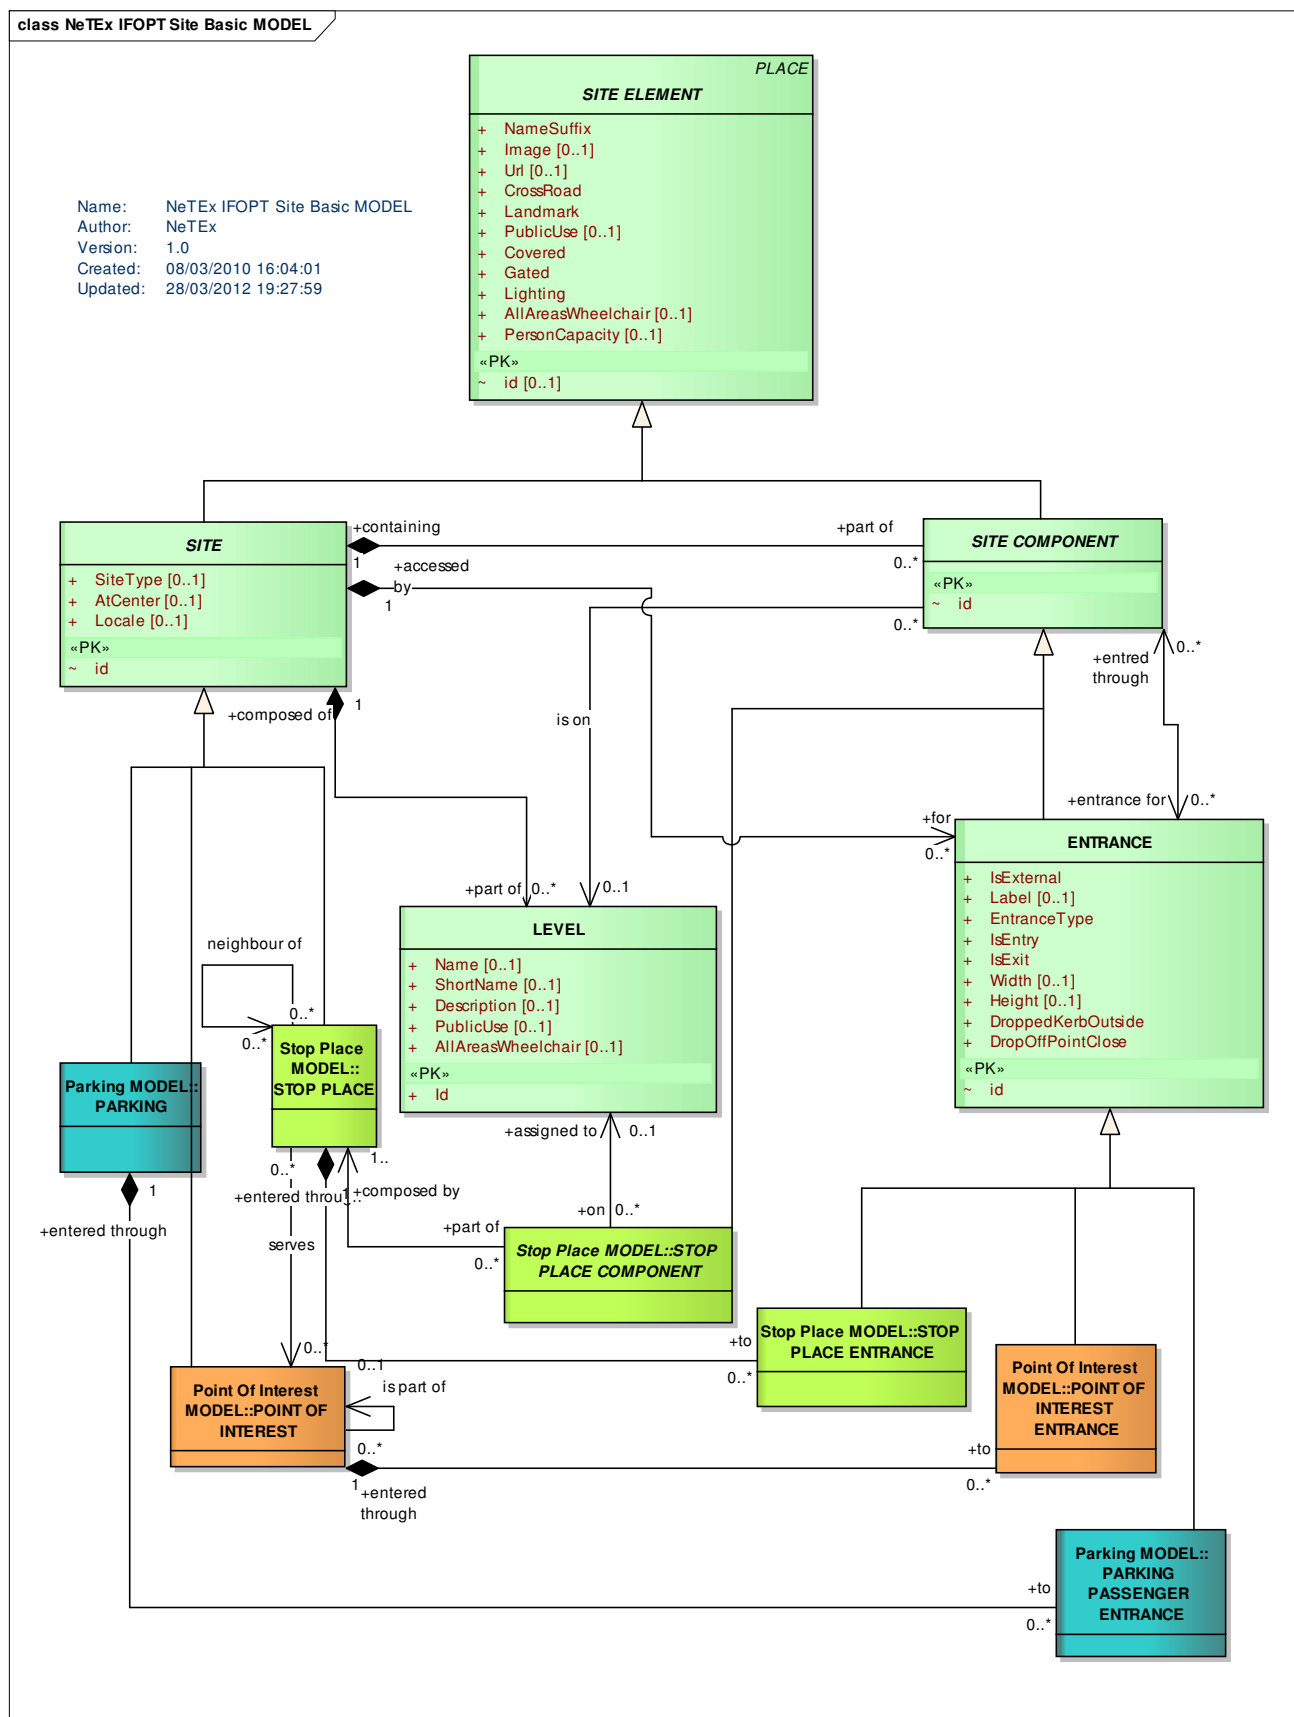 class NeTEx IFOPT Site Basic MODEL
PLACE
SITE ELEMENT
+ NameSuffix
+ Image [0..1]
+ Url [0..1]
+ CrossRoad
+ Landmark
+ PublicUse [0..1]
+ Covered
+ Gated
+ Lighting
+ AllAreasWheelchair [0..1]
+ PersonCapacity [0..1]
«PK»
~ id [0..1]
Name: NeTEx IFOPT Site Basic MODEL
Author: NeTEx
Version: 1.0
Created: 08/03/2010 16:04:01
Updated: 28/03/2012 19:27:59
SITE
+ SiteType [0..1]
+ AtCenter [0..1]
+ Locale [0..1]
«PK»
~ id
+containing
1
+part of
0..*
+accessed
by
1
SITE COMPONENT
«PK»
~ id
0..*
+entred
through
0..*
+composed of
1
is on
+entrance for
0..*
+for
0..*
ENTRANCE
+ IsExternal
+ Label [0..1]
+ EntranceType
+ IsEntry
+ IsExit
+ Width [0..1]
+ Height [0..1]
+ DroppedKerbOutside
+ DropOffPointClose
«PK»
~ id
+part of
0..*
0..1
LEVEL
+ Name [0..1]
+ ShortName [0..1]
+ Description [0..1]
+ PublicUse [0..1]
+ AllAreasWheelchair [0..1]
«PK»
+ Id
neighbour of
0..*
0..*
Stop Place
MODEL::
STOP PLACE
Parking MODEL::
PARKING
+assigned to
0..1
0..*
1..
1
+entered throu...
1
+composed by
+entered through
serves
+part of
0..*
+on
0..*
Stop Place MODEL::STOP
PLACE COMPONENT
Stop Place MODEL::STOP
PLACE ENTRANCE
+to
0..*
0..*
0..1
is part of
Point Of Interest
MODEL::POINT OF
INTEREST
0..*
1
+entered
through
Point Of Interest
MODEL::POINT OF
INTEREST
ENTRANCE
+to
0..*
Parking MODEL::
PARKING
PASSENGER
ENTRANCE
+to
0..*